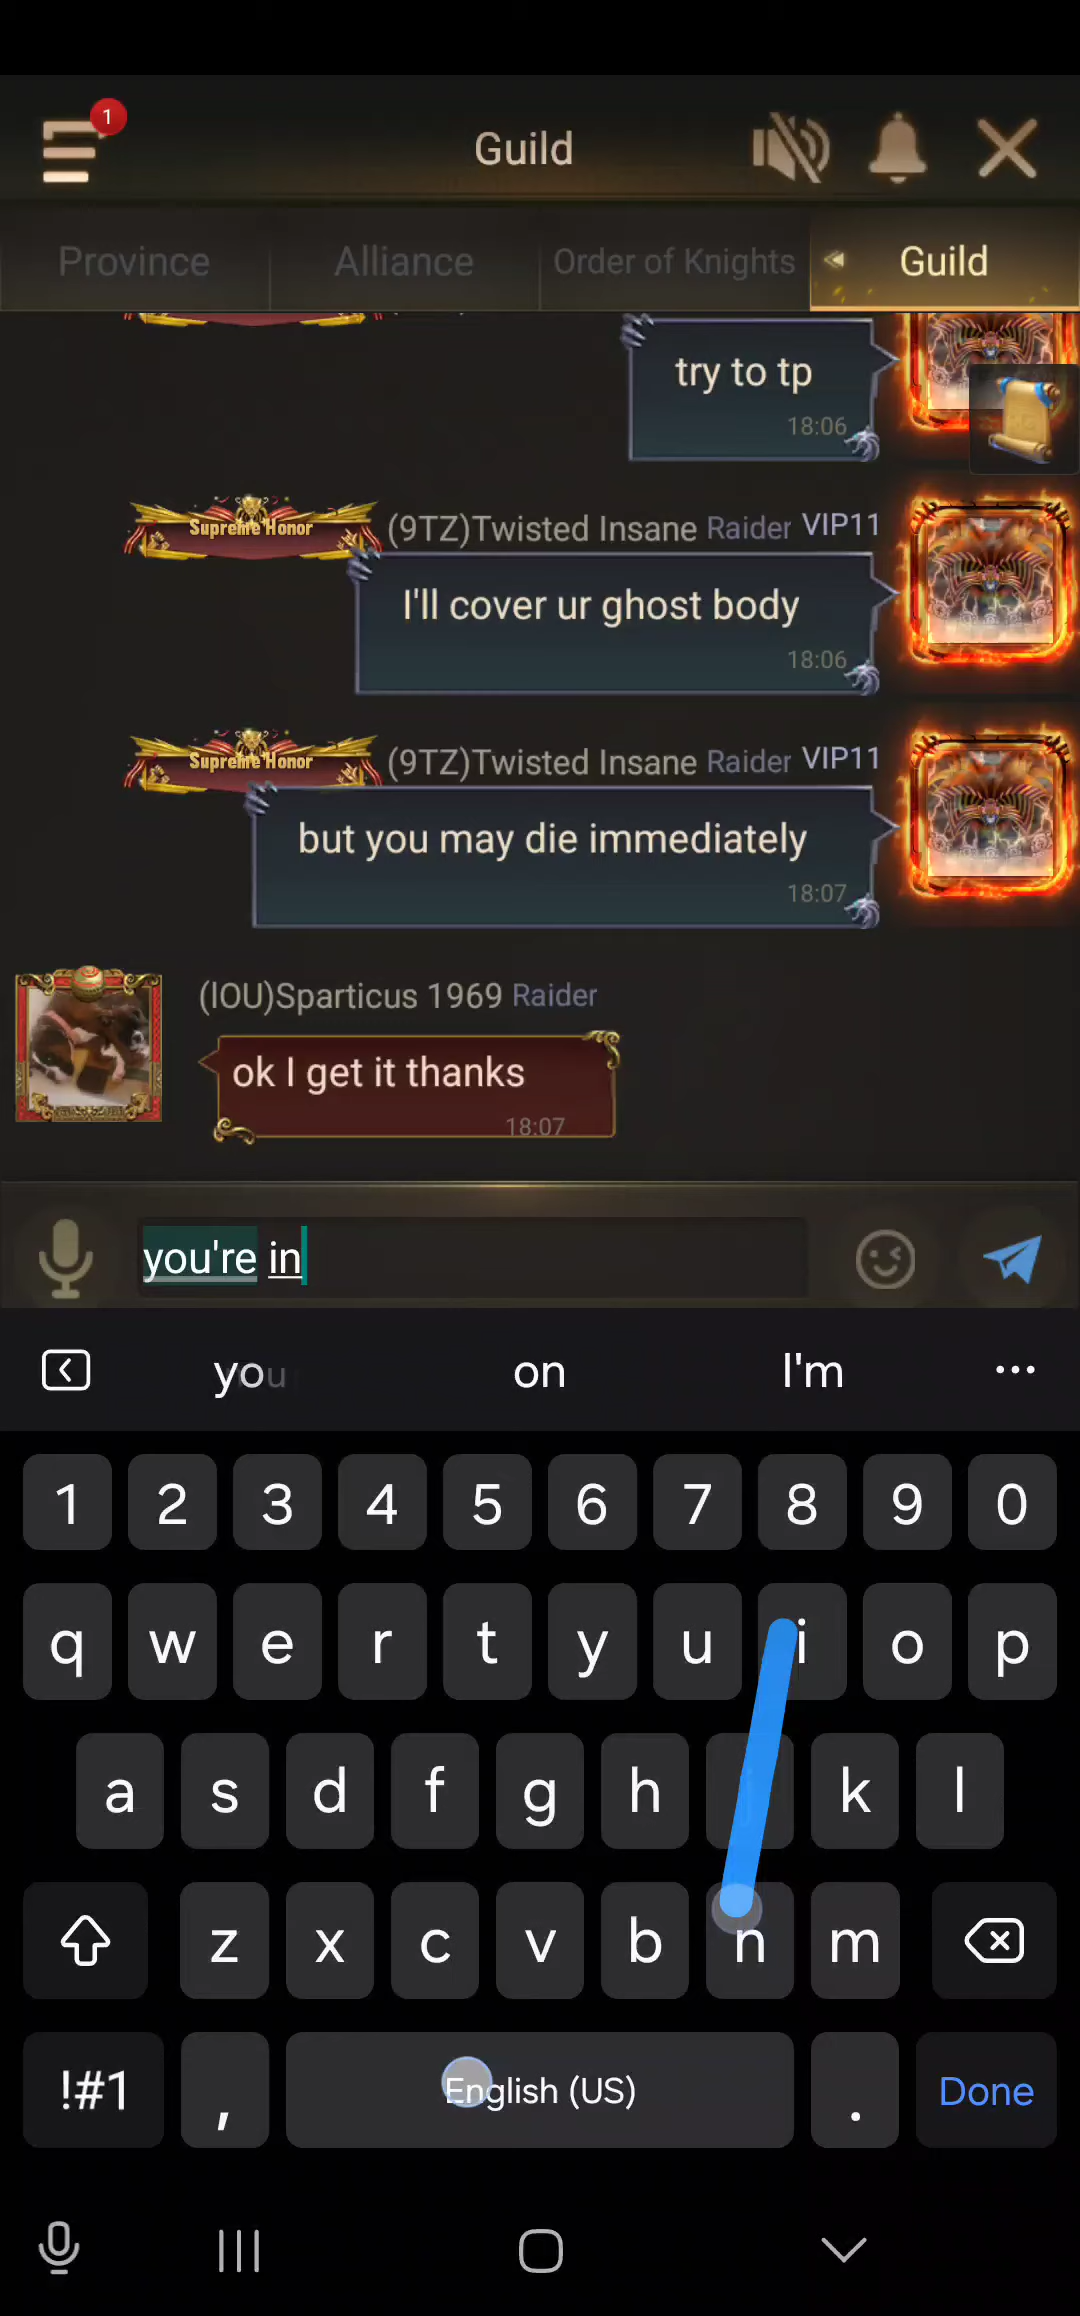 1
Guild
Province
Alliance
Order of Knights
Guild
try to tp
18:06
Supreme Honor
(9TZ)Twisted Insane Raider VIP11
I'll cover ur ghost body
18:06
Supreme Honor
(9TZ)Twisted Insane Raider VIP11
but you may die immediately
18:07
(lOU)Sparticus 1969 Raider
ok I get it thanks
18:07
you're in
you
on
I'm
1 2 3 4 5 6 7 8 9 0
q w e r t y u i o p
a s d f g h k l
z x c v b n m
!#1 , English (US) . Done